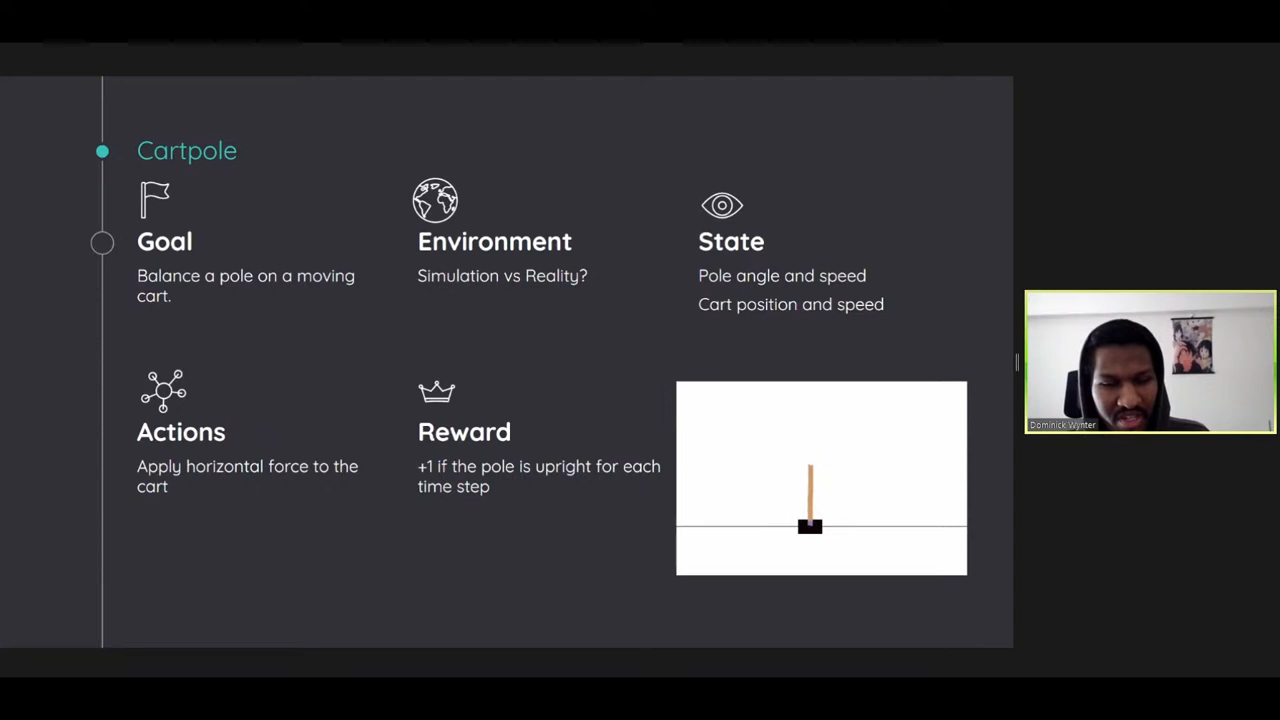 Cartpole
Goal
Balance a pole on a moving
cart.
Environment
Simulation vs Reality?
State
Pole angle and speed
Cart position and speed
Actions
Apply horizontal force to the
cart
Reward
+1 if the pole is upright for each
time step
Dominick Wynter